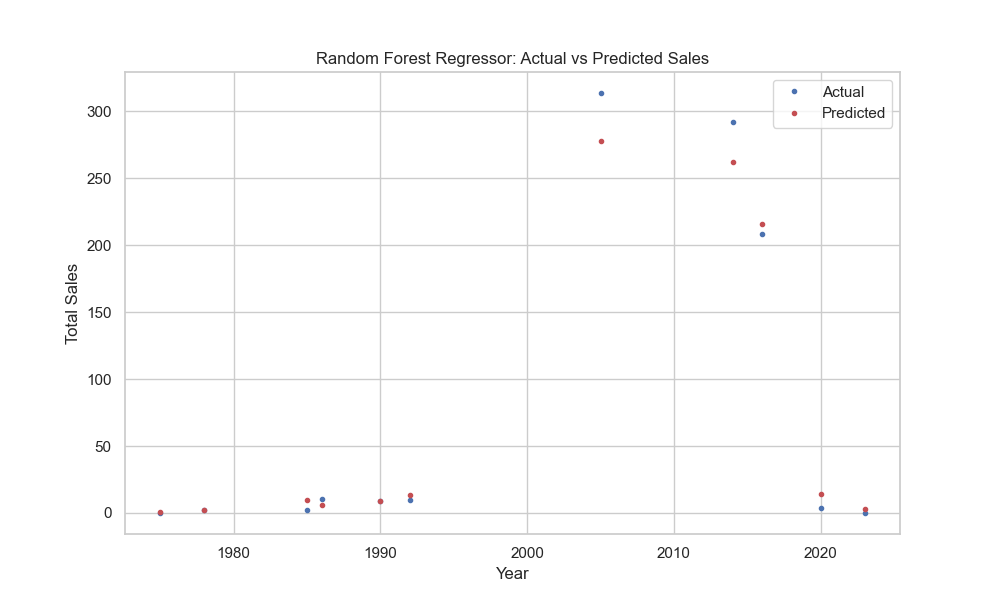 Random Forest Regressor: Actual vs Predicted Sales
Actual
Predicted
300
250
200
150
100
50
0
Total Sales
1980
1990
2000
2010
2020
Year